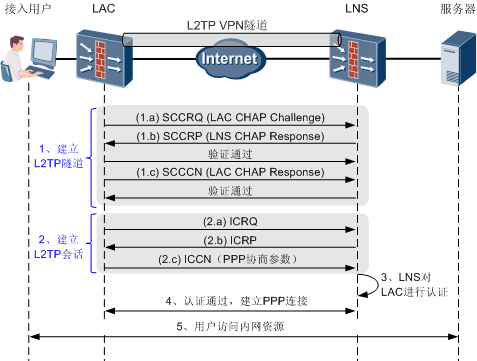 接入用户
LAC
LNS
服务器
L2TP VPN隧道
Internet
1、建立
L2TP隧道
(1.a) SCCRQ (LAC CHAP Challenge)
(1.b) SCCRP (LNS CHAP Response)
验证通过
(1.c) SCCCN (LAC CHAP Response)
验证通过
2、建立
L2TP会话
(2.a) ICRQ
(2.b) ICRP
(2.c) ICCN（PPP协商参数）
3、LNS对
LAC进行认证
4、认证通过，建立PPP连接
5、用户访问内网资源